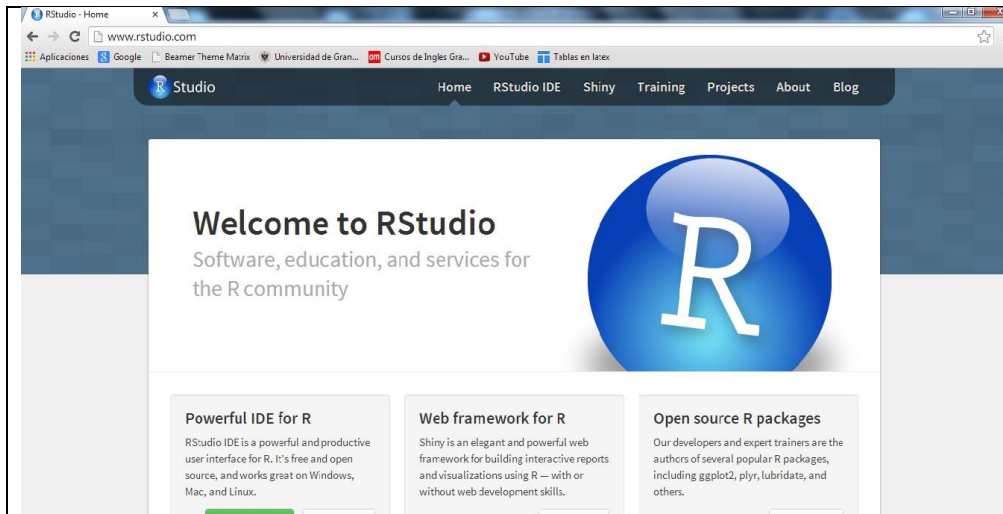 RStudio - Home
www.rstudio.com
Aplicaciones Google Beamer Theme Matrix Universidad de Gran... om Cursos de Ingles Gra... YouTube Tablas en latex
R Studio Home RStudio IDE Shiny Training Projects About Blog
Welcome to RStudio
Software, education, and services for
the R community
R
Powerful IDE for R
RStudio IDE is a powerful and productive
user interface for R. It's free and open
source, and works great on Windows,
Mac, and Linux.
Web framework for R
Shiny is an elegant and powerful web
framework for building interactive reports
and visualizations using R — with or
without web development skills.
Open source R packages
Our developers and expert trainers are the
authors of several popular R packages,
including ggplot2, plyr, lubridate, and
others.